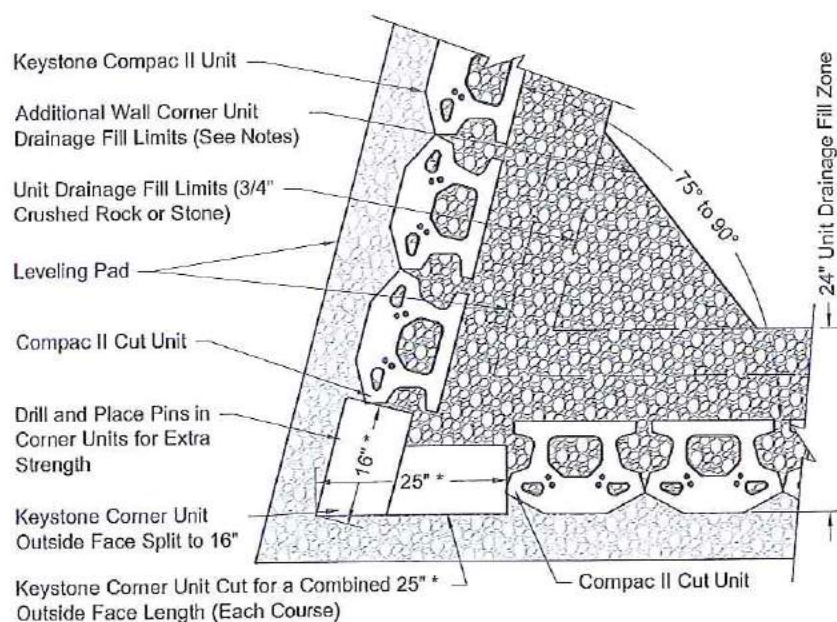 Keystone Compac II Unit
Additional Wall Corner Unit
Drainage Fill Limits (See Notes)
Unit Drainage Fill Limits (3/4"
Crushed Rock or Stone)
Leveling Pad
Compac II Cut Unit
Drill and Place Pins in
Corner Units for Extra
Strength
Keystone Corner Unit
Outside Face Split to 16"
Keystone Corner Unit Cut for a Combined 25" *
Outside Face Length (Each Course)
16" *
25" *
75° to 90°
24" Unit Drainage Fill Zone
Compac II Cut Unit